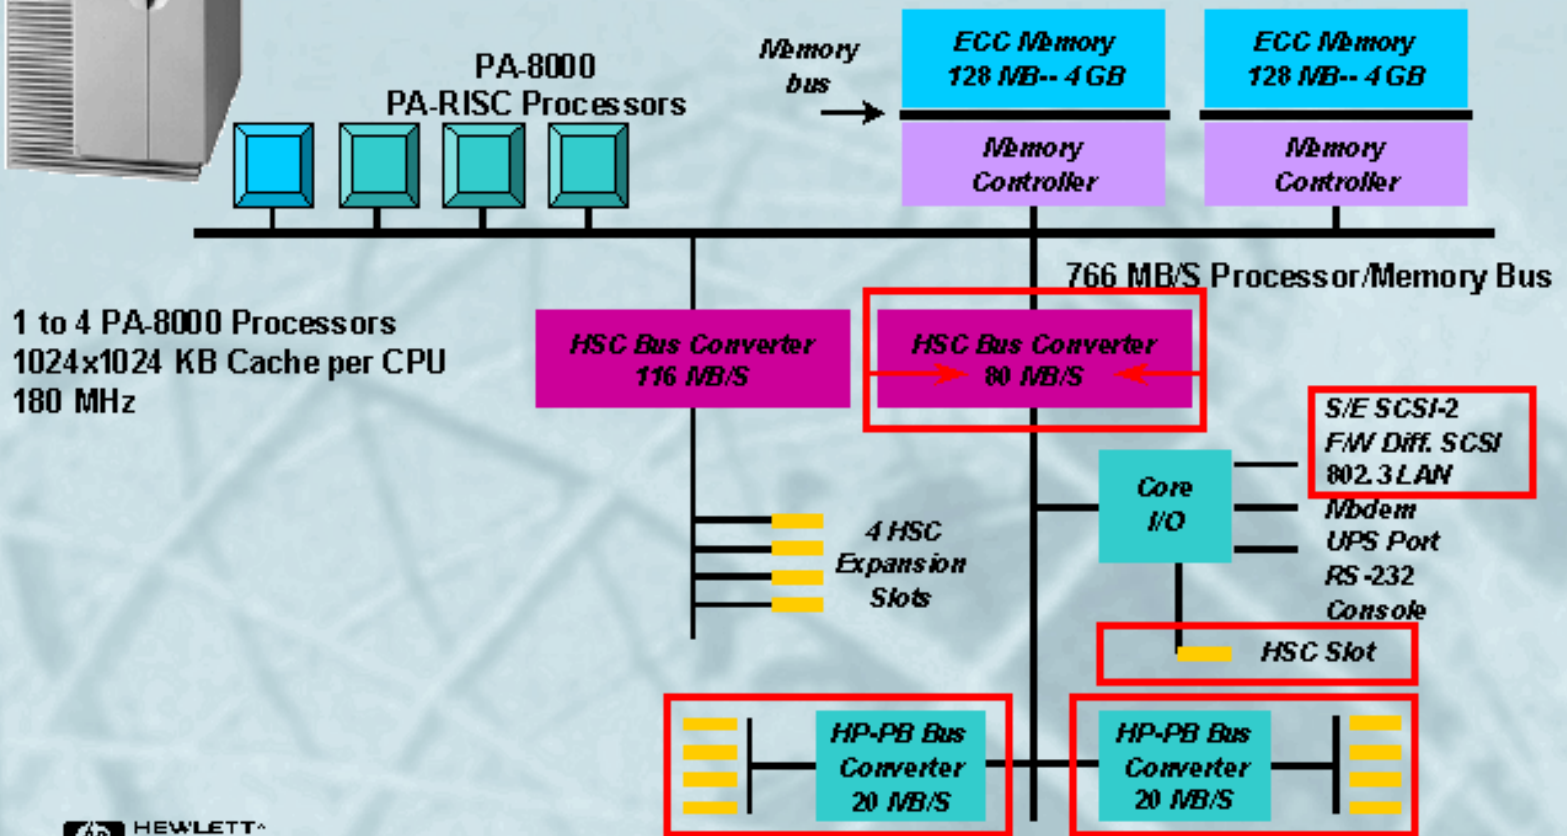 PA-8000
PA-RISC Processors
Memory
bus
ECC Memory
128 MB-- 4 GB
ECC Memory
128 MB-- 4 GB
Memory
Controller
Memory
Controller
766 MB/S Processor/Memory Bus
1 to 4 PA-8000 Processors
1024x1024 KB Cache per CPU
180 MHz
HSC Bus Converter
116 MB/S
HSC Bus Converter
80 MB/S
4 HSC
Expansion
Slots
Core
I/O
S/E SCSI-2
F/W Diff. SCSI
802.3 LAN
Modem
UPS Port
RS-232
Console
HSC Slot
HP-PB Bus
Converter
20 MB/S
HP-PB Bus
Converter
20 MB/S
hp HEWLETT